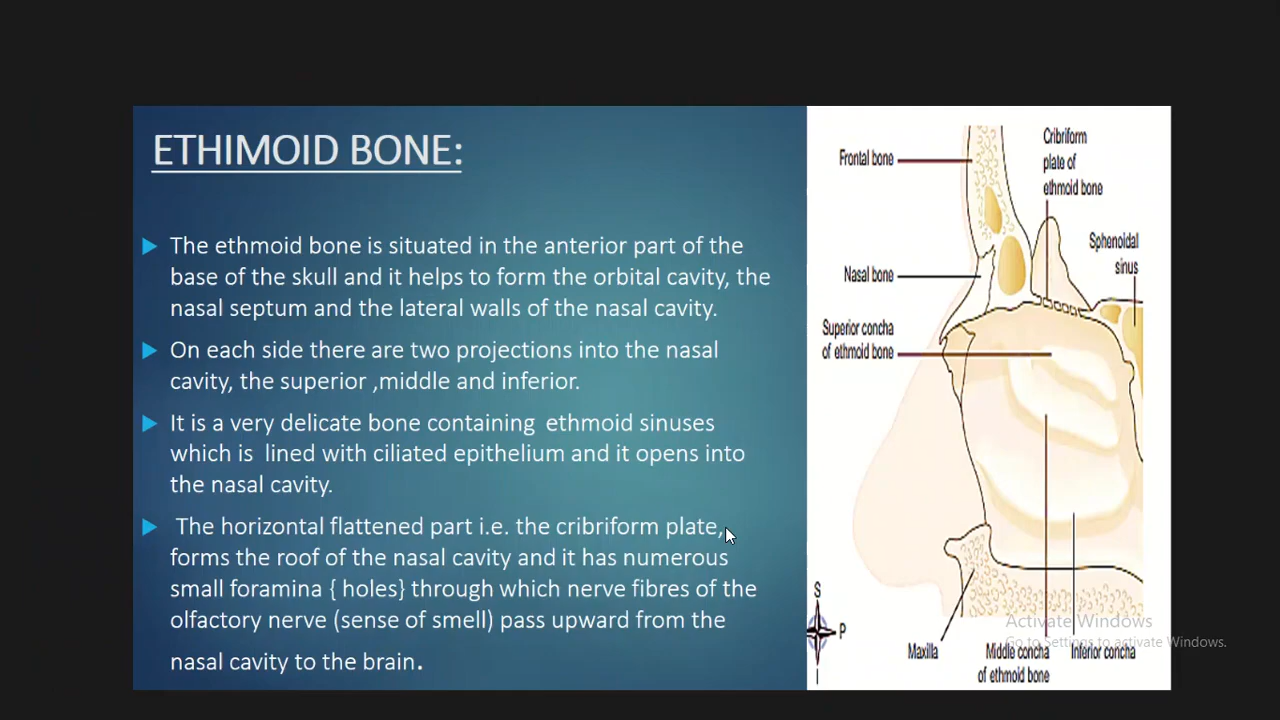 ETHIMOID BONE:
The ethmoid bone is situated in the anterior part of the
base of the skull and it helps to form the orbital cavity, the
nasal septum and the lateral walls of the nasal cavity.
On each side there are two projections into the nasal
cavity, the superior ,middle and inferior.
It is a very delicate bone containing ethmoid sinuses
which is lined with ciliated epithelium and it opens into
the nasal cavity.
The horizontal flattened part i.e. the cribriform plate,
forms the roof of the nasal cavity and it has numerous
small foramina { holes} through which nerve fibres of the
olfactory nerve (sense of smell) pass upward from the
nasal cavity to the brain.
Frontal bone
Cribriform
plate of
ethmoid bone
Sphenoidal
sinus
Nasal bone
Superior concha
of ethmoid bone
S
P
I
Maxilla
Middle concha
of ethmoid bone
Inferior concha
Activate Windows
Go to Settings to activate Windows.